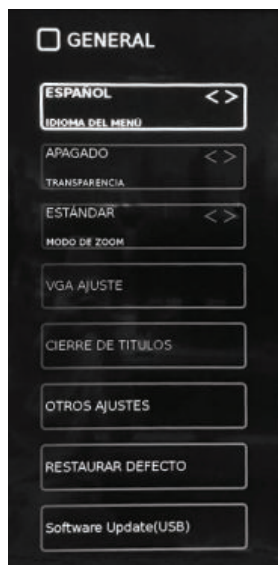 GENERAL
ESPAÑOL < >
IDIOMA DEL MENÚ
APAGADO < >
TRANSPARENCIA
ESTÁNDAR < >
MODO DE ZOOM
VGA AJUSTE
CIERRE DE TITULOS
OTROS AJUSTES
RESTAURAR DEFECTO
Software Update(USB)